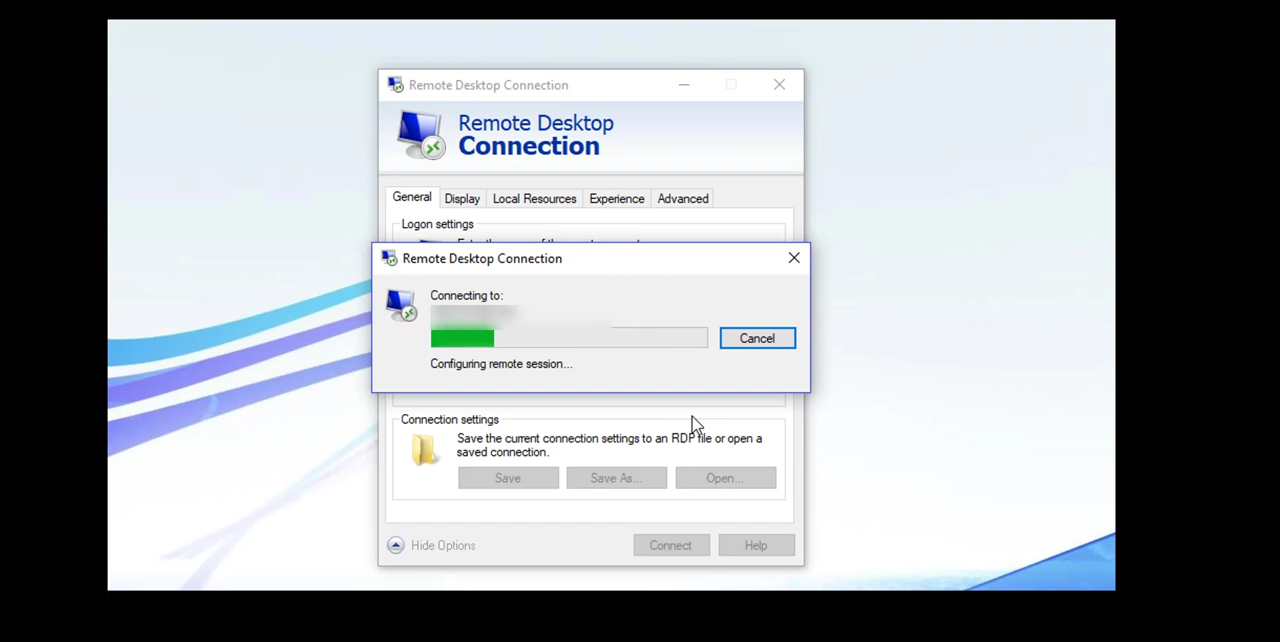 Remote Desktop Connection
Remote Desktop
Connection
General Display Local Resources Experience Advanced
Logon settings
Remote Desktop Connection
Connecting to:
Cancel
Configuring remote session...
Connection settings
Save the current connection settings to an RDP file or open a
saved connection.
Save Save As... Open...
Hide Options Connect Help